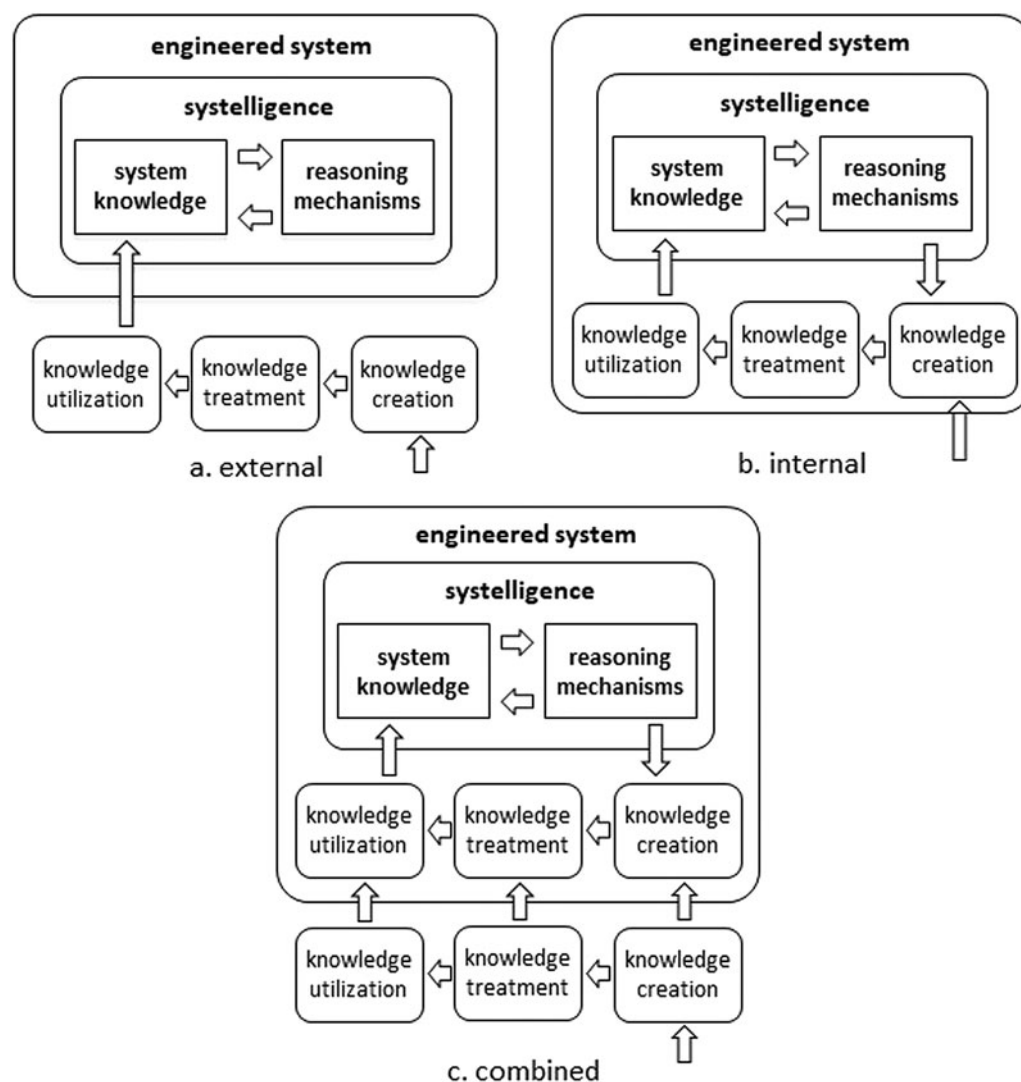 engineered system
systelligence
system
knowledge
reasoning
mechanisms
knowledge
utilization
knowledge
treatment
knowledge
creation
a. external
engineered system
systelligence
system
knowledge
reasoning
mechanisms
knowledge
utilization
knowledge
treatment
knowledge
creation
b. internal
engineered system
systelligence
system
knowledge
reasoning
mechanisms
knowledge
utilization
knowledge
treatment
knowledge
creation
knowledge
utilization
knowledge
treatment
knowledge
creation
c. combined